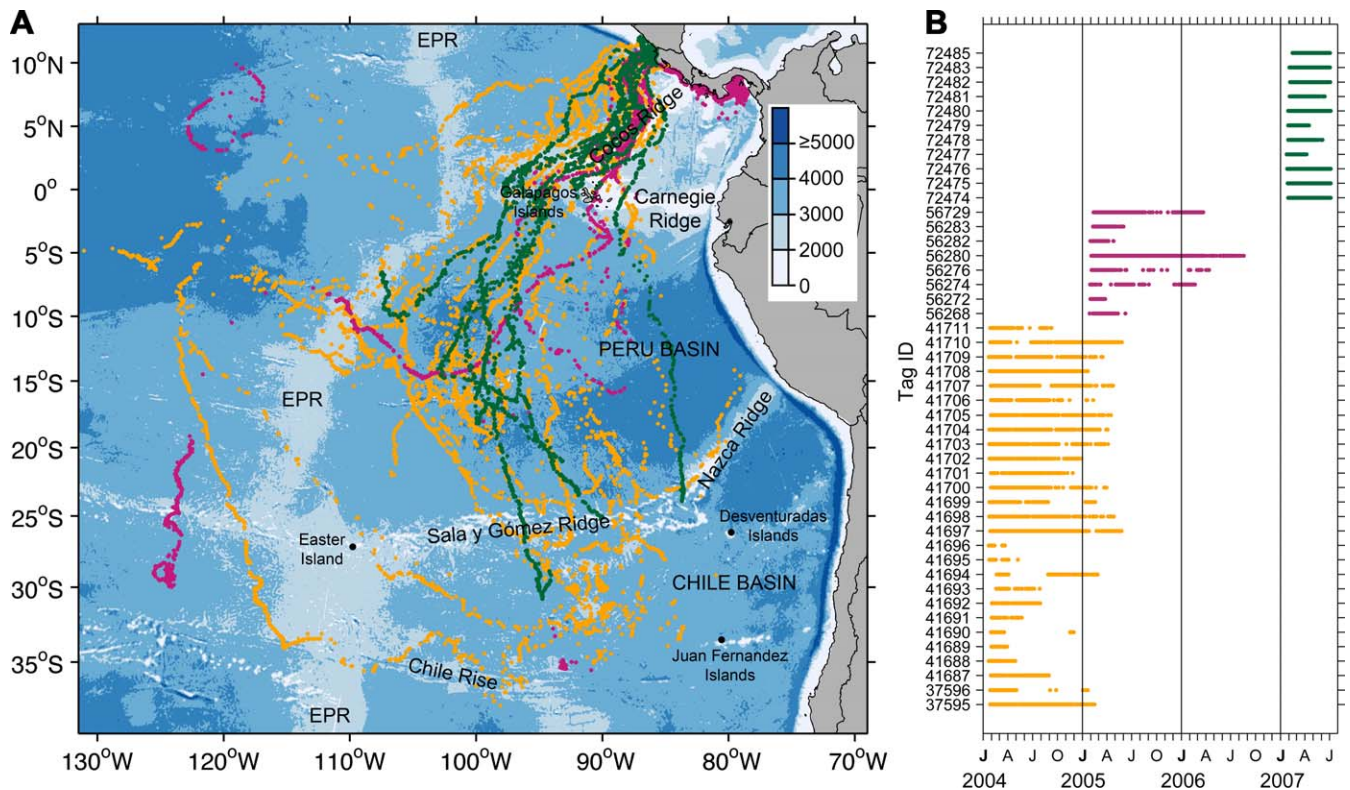 A
EPR
10°N
5°N
0°
5°S
10°S
15°S
20°S
25°S
30°S
35°S
Cocos Ridge
Galapagos
Islands
Carnegie
Ridge
≥5000
4000
3000
2000
0
PERU BASIN
EPR
Nazca Ridge
Sala y Gómez Ridge
Easter
Island
Desventuradas
Islands
CHILE BASIN
Juan Fernandez
Islands
Chile Rise
EPR
130°W
120°W
110°W
100°W
90°W
80°W
70°W
B
Tag ID
72485
72483
72482
72481
72480
72479
72478
72477
72476
72475
72474
56729
56283
56282
56280
56276
56274
56272
56268
41711
41710
41709
41708
41707
41706
41705
41704
41703
41702
41701
41700
41699
41698
41697
41696
41695
41694
41693
41692
41691
41690
41689
41688
41687
37596
37595
J A J O J A J O J A J O J A J
2004 2005 2006 2007